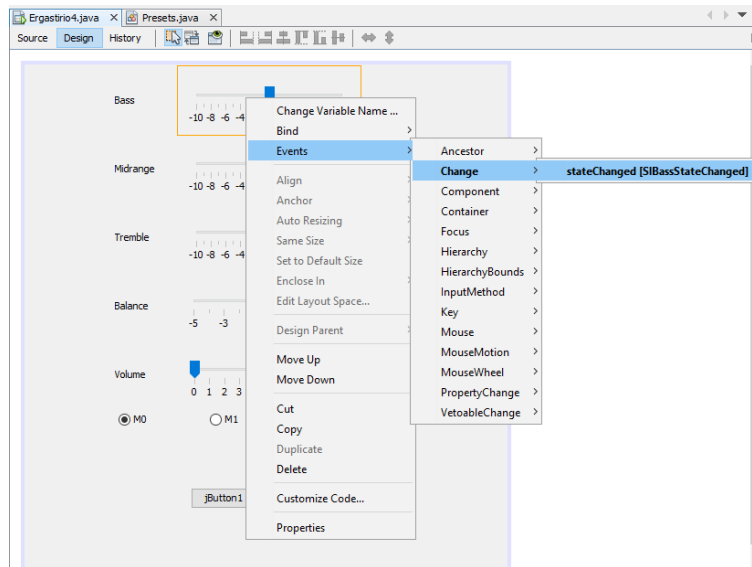 Ergastirio4.java × Presets.java ×
Source Design History
Bass
-10 -8 -6 -4
Midrange
-10 -8 -6 -4
Tremble
-10 -8 -6 -4
Balance
-5 -3
Volume
0 1 2 3
M0 M1
jButton1
Change Variable Name ...
Bind
Events
Align
Anchor
Auto Resizing
Same Size
Set to Default Size
Enclose In
Edit Layout Space...
Design Parent
Move Up
Move Down
Cut
Copy
Duplicate
Delete
Customize Code...
Properties
Ancestor
Change
Component
Container
Focus
Hierarchy
HierarchyBounds
InputMethod
Key
Mouse
MouseMotion
MouseWheel
PropertyChange
VetoableChange
stateChanged [SlBassStateChanged]